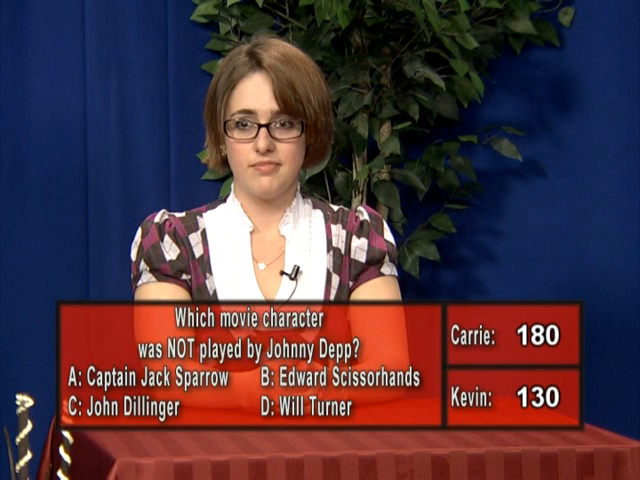 Which movie character
was NOT played by Johnny Depp?
A: Captain Jack Sparrow B: Edward Scissorhands
C: John Dillinger D: Will Turner
Carrie: 180
Kevin: 130